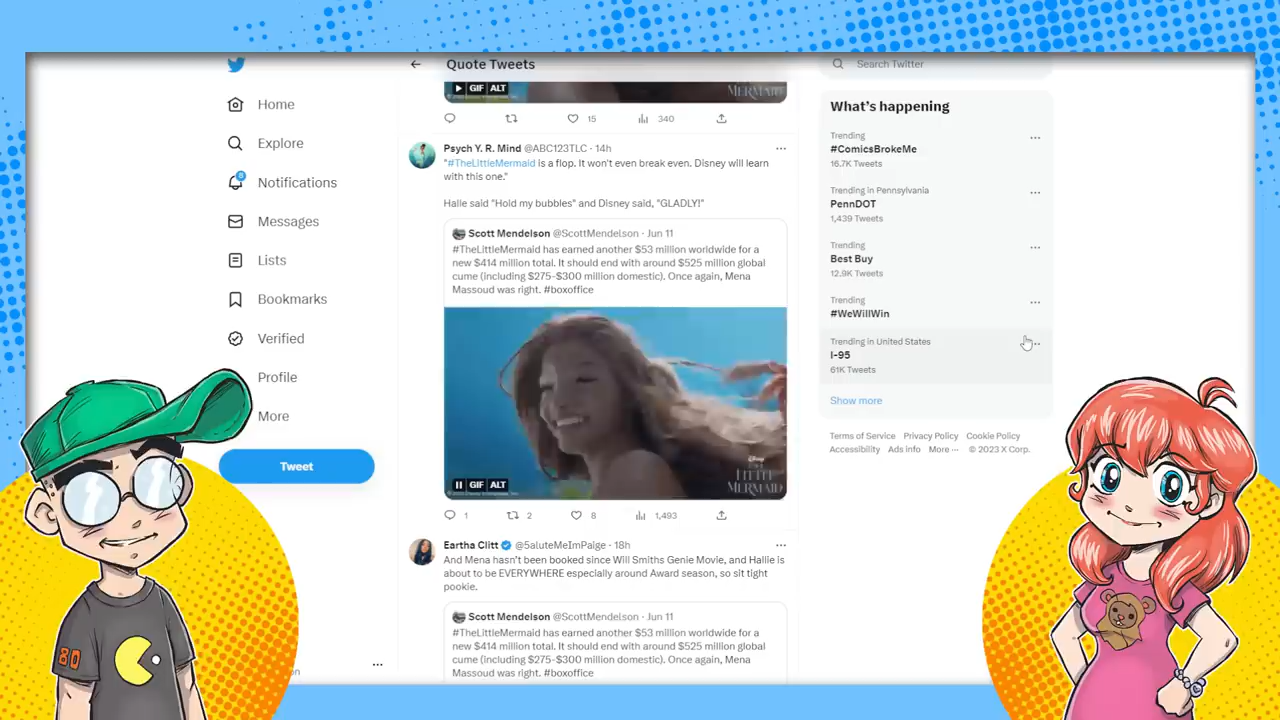 Quote Tweets
Search Twitter
Home
Explore
8
Notifications
Messages
Lists
Bookmarks
Verified
Profile
More
Tweet
GIF ALT
MERMAID
15
340
Psych Y. R. Mind @ABC123TLC · 14h
"#TheLIttleMermaid is a flop. It won't even break even. Disney will learn
with this one."
Halle said "Hold my bubbles" and Disney said, "GLADLY!"
Scott Mendelson @ScottMendelson · Jun 11
#TheLittleMermaid has earned another $53 million worldwide for a
new $414 million total. It should end with around $525 million global
cume (including $275-$300 million domestic). Once again, Mena
Massoud was right. #boxoffice
GIF ALT
Disney
LITTLE
MERMAID
1
2
8
1,493
Eartha Clitt @5aluteMeImPaige · 18h
And Mena hasn't been booked since Will Smiths Genie Movie, and Hallie is
about to be EVERYWHERE especially around Award season, so sit tight
pookie.
Scott Mendelson @ScottMendelson · Jun 11
#TheLittleMermaid has earned another $53 million worldwide for a
new $414 million total. It should end with around $525 million global
cume (including $275-$300 million domestic). Once again, Mena
Massoud was right. #boxoffice
What's happening
Trending
#ComicsBrokeMe
16.7K Tweets
Trending in Pennsylvania
PennDOT
1,439 Tweets
Trending
Best Buy
12.9K Tweets
Trending
#WeWillWin
Trending in United States
I-95
61K Tweets
Show more
Terms of Service Privacy Policy Cookie Policy
Accessibility Ads info More ··· © 2023 X Corp.
80